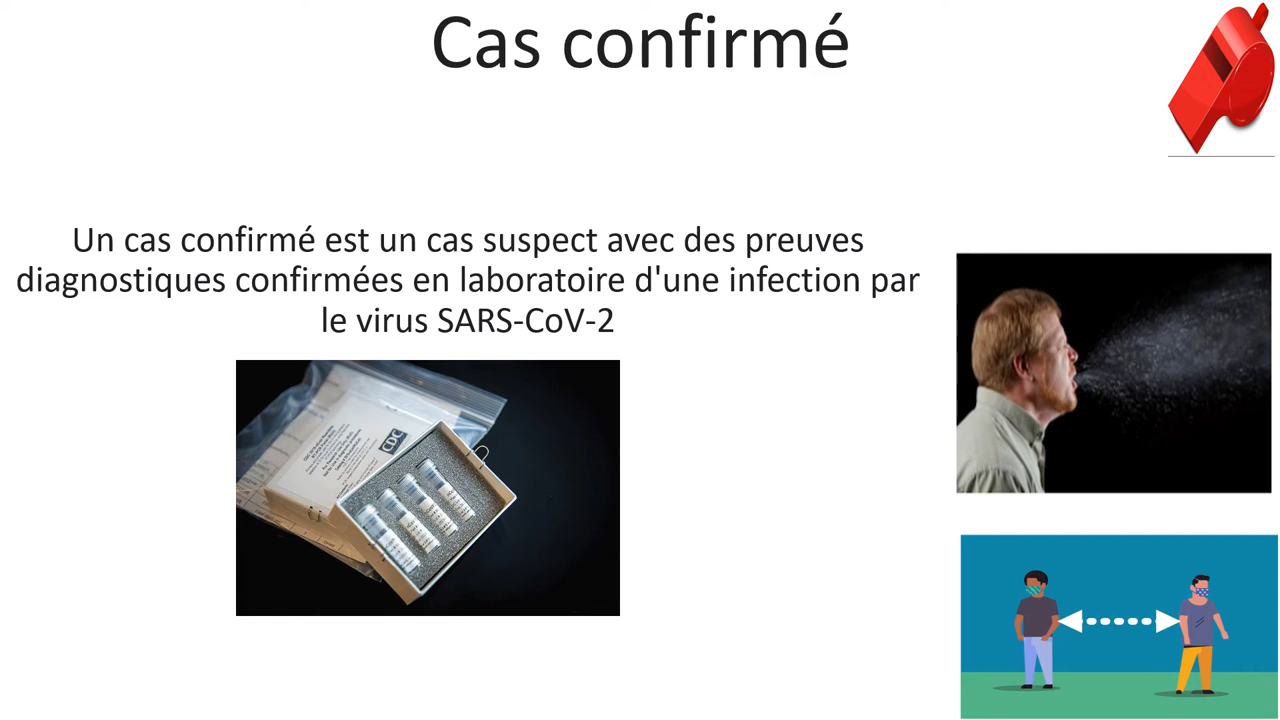 Cas confirmé
Un cas confirmé est un cas suspect avec des preuves
diagnostiques confirmées en laboratoire d'une infection par
le virus SARS-CoV-2
CDC